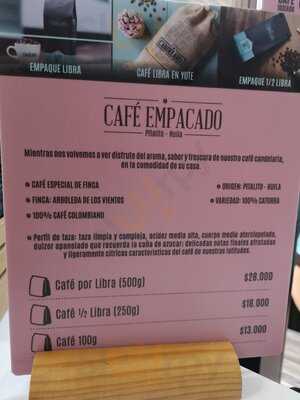 CAFÉ
EMPAQUE LIBRA
CAFÉ LIBRA EN YUTE
EMPAQUE 1/2 LIBRA
CAFÉ EMPACADO
Pitalito - Huila
Mientras nos volvemos a ver disfrute del aroma, sabor y frescura de nuestro café candelaria,
en la comodidad de su casa.
• CAFÉ ESPECIAL DE FINCA
• ORIGEN: PITALITO - HUILA
• FINCA: ARBOLEDA DE LOS VIENTOS
• VARIEDAD: 100% CATURRA
• 100% CAFÉ COLOMBIANO
• Perfil de taza: taza limpia y compleja, acidez media alta, cuerpo medio aterciopelado,
dulzor apanelado que recuerda la caña de azucar; delicadas notas finales afrutadas
y ligeramente cítricas características del café de nuestras latitudes.
Café por Libra (500g) $28.000
Café ½ Libra (250g) $18.000
Café 100g $13.000